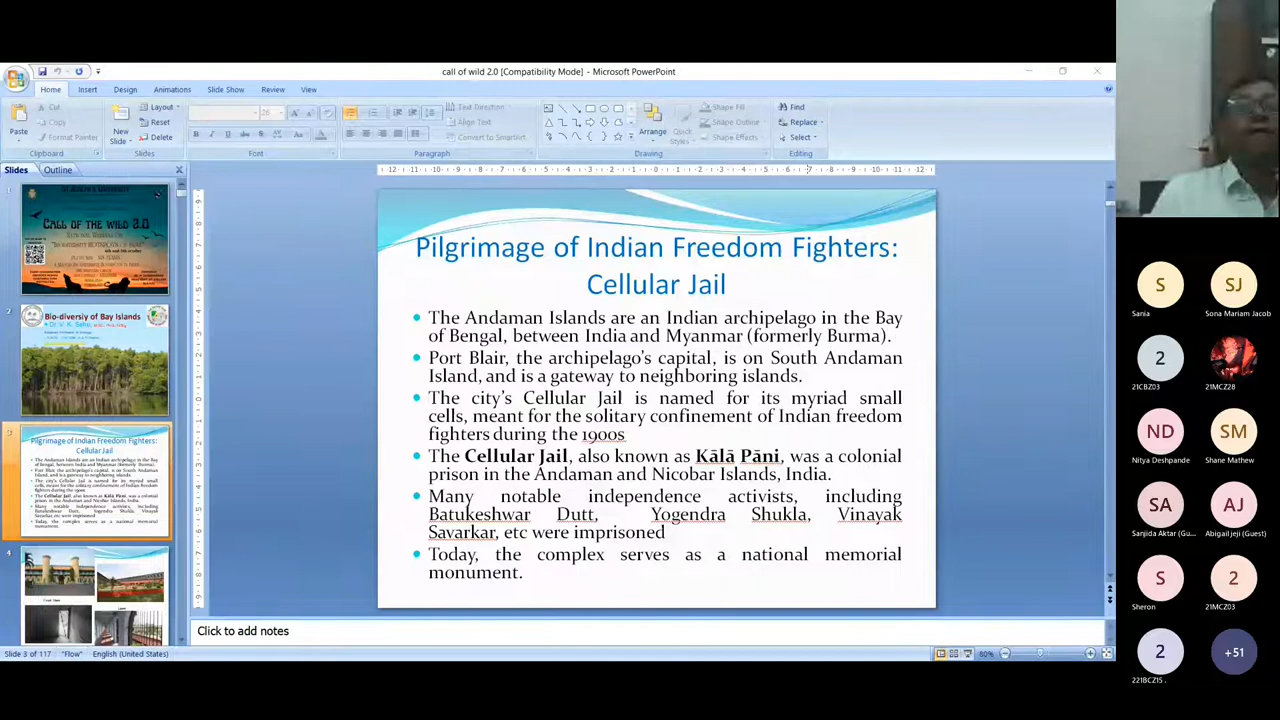 call of wild 2.0 [Compatibility Mode] - Microsoft PowerPoint
Home Insert Design Animations Slide Show Review View
Cut
Copy
Format Painter
Paste
Clipboard
New
Slide
Layout
Reset
Delete
Slides
26
Font
Text Direction
Align Text
Convert to SmartArt
Paragraph
Arrange
Quick
Styles
Shape Fill
Shape Outline
Shape Effects
Drawing
Find
Replace
Select
Editing
Slides Outline
1
CALL OF THE WILD 2.0
2
Bio-diversiy of Bay Islands
3
Pilgrimage of Indian Freedom Fighters:
Cellular Jail
4
Pilgrimage of Indian Freedom Fighters:
Cellular Jail
The Andaman Islands are an Indian archipelago in the Bay
of Bengal, between India and Myanmar (formerly Burma).
Port Blair, the archipelago's capital, is on South Andaman
Island, and is a gateway to neighboring islands.
The city's Cellular Jail is named for its myriad small
cells, meant for the solitary confinement of Indian freedom
fighters during the 1900s
The Cellular Jail, also known as Kālā Pāni, was a colonial
prison in the Andaman and Nicobar Islands, India.
Many notable independence activists, including
Batukeshwar Dutt, Yogendra Shukla, Vinayak
Savarkar, etc were imprisoned
Today, the complex serves as a national memorial
monument.
Click to add notes
Slide 3 of 117 "Flow" English (United States)
80%
S
Sania
SJ
Sona Mariam Jacob
2
21CBZ03
21MCZ28
ND
Nitya Deshpande
SM
Shane Mathew
SA
Sanjida Aktar (Gu...
AJ
Abigail jeji (Guest)
S
Sheron
2
21MCZ03
2
221BCZ15 .
+51